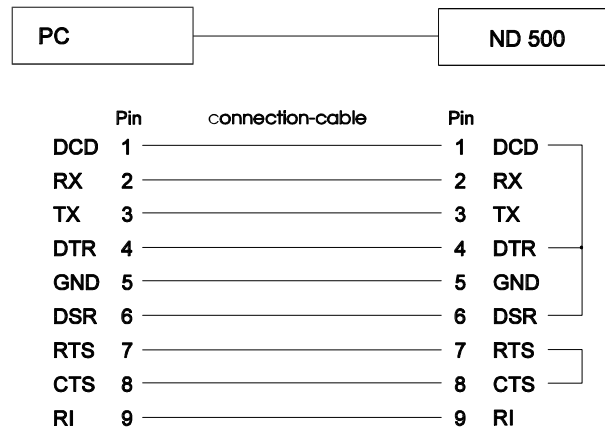 PC ND 500
Pin connection-cable Pin
DCD 1 1 DCD
RX 2 2 RX
TX 3 3 TX
DTR 4 4 DTR
GND 5 5 GND
DSR 6 6 DSR
RTS 7 7 RTS
CTS 8 8 CTS
RI 9 9 RI